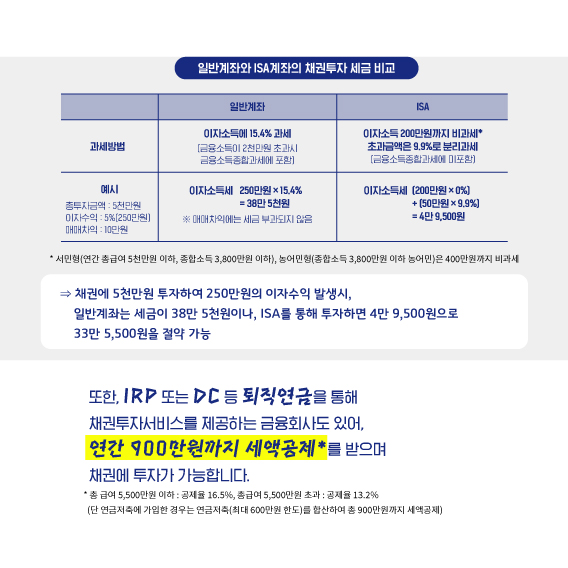 일반계좌와 ISA계좌의 채권투자 세금 비교
일반계좌
ISA
과세방법
이자소득에 15.4% 과세
(금융소득이 2천만원 초과시
금융소득종합과세에 포함)
이자소득 200만원까지 비과세*
초과금액은 9.9%로 분리과세
(금융소득종합과세에 미포함)
예시
총투자금액 : 5천만원
이자수익 : 5%(250만원)
매매차익 : 10만원
이자소득세 250만원 × 15.4%
= 38만 5천원
※ 매매차익에는 세금 부과되지 않음
이자소득세 (200만원 × 0%)
+ (50만원 × 9.9%)
= 4만 9,500원
* 서민형(연간 총급여 5천만원 이하, 종합소득 3,800만원 이하), 농어민형(종합소득 3,800만원 이하 농어민)은 400만원까지 비과세
⇒ 채권에 5천만원 투자하여 250만원의 이자수익 발생시,
일반계좌는 세금이 38만 5천원이나, ISA를 통해 투자하면 4만 9,500원으로
33만 5,500원을 절약 가능
또한, IRP 또는 DC 등 퇴직연금을 통해
채권투자서비스를 제공하는 금융회사도 있어,
연간 900만원까지 세액공제*를 받으며
채권에 투자가 가능합니다.
* 총 급여 5,500만원 이하 : 공제율 16.5%, 총급여 5,500만원 초과 : 공제율 13.2%
(단 연금저축에 가입한 경우는 연금저축(최대 600만원 한도)를 합산하여 총 900만원까지 세액공제)